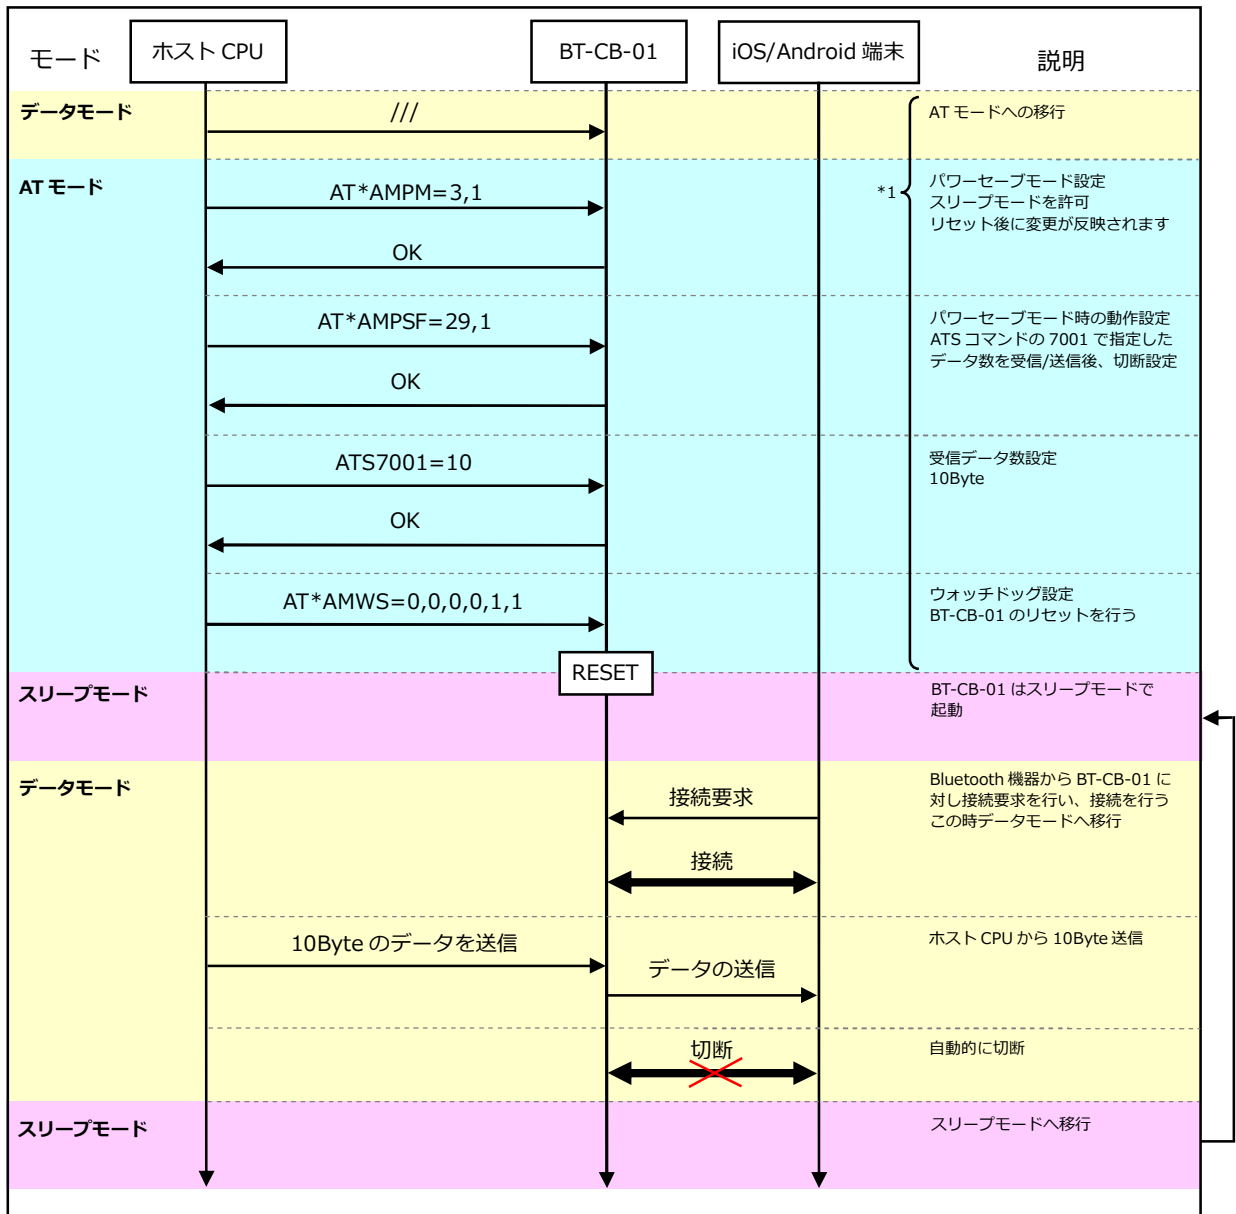 モード
ホスト CPU
BT-CB-01
iOS/Android 端末
説明
データモード
///
AT モードへの移行
AT モード
AT*AMPM=3,1
*1
パワーセーブモード設定
スリープモードを許可
リセット後に変更が反映されます
OK
AT*AMPSF=29,1
パワーセーブモード時の動作設定
ATS コマンドの 7001 で指定した
データ数を受信/送信後、切断設定
OK
ATS7001=10
受信データ数設定
10Byte
OK
AT*AMWS=0,0,0,0,1,1
ウォッチドッグ設定
BT-CB-01 のリセットを行う
RESET
スリープモード
BT-CB-01 はスリープモードで
起動
データモード
接続要求
Bluetooth 機器から BT-CB-01 に
対し接続要求を行い、接続を行う
この時データモードへ移行
接続
10Byte のデータを送信
ホスト CPU から 10Byte 送信
データの送信
切断
自動的に切断
スリープモード
スリープモードへ移行